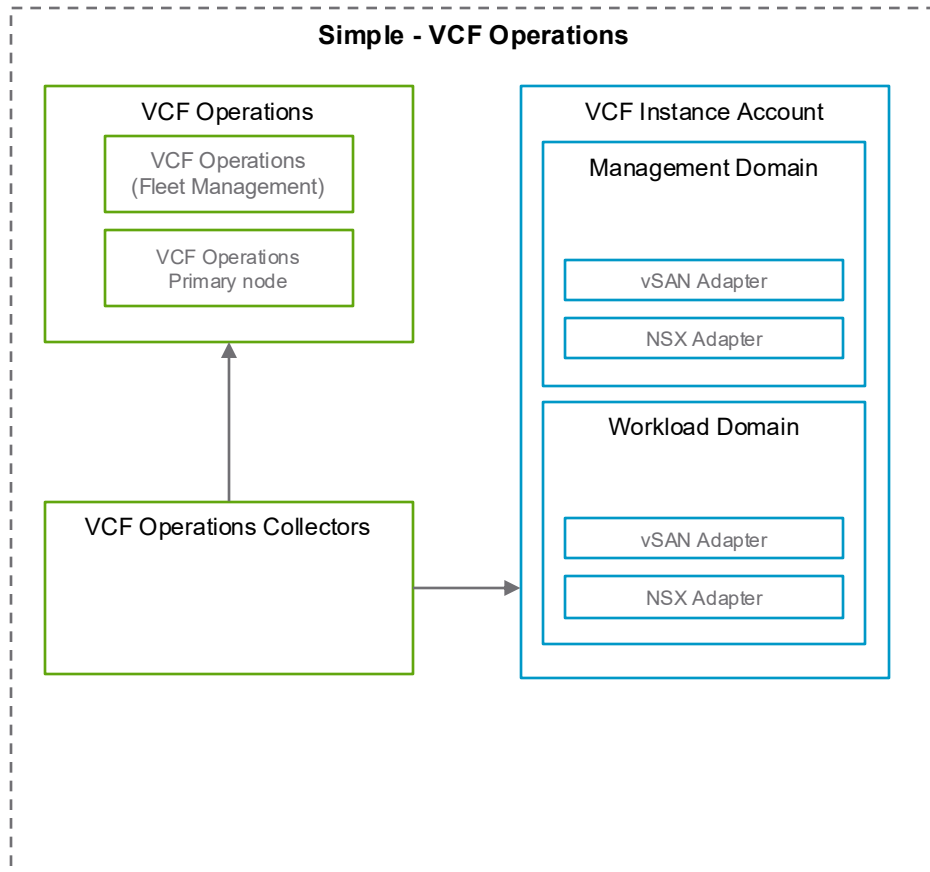 Simple - VCF Operations
VCF Operations
VCF Operations
(Fleet Management)
VCF Operations
Primary node
VCF Operations Collectors
VCF Instance Account
Management Domain
vSAN Adapter
NSX Adapter
Workload Domain
vSAN Adapter
NSX Adapter